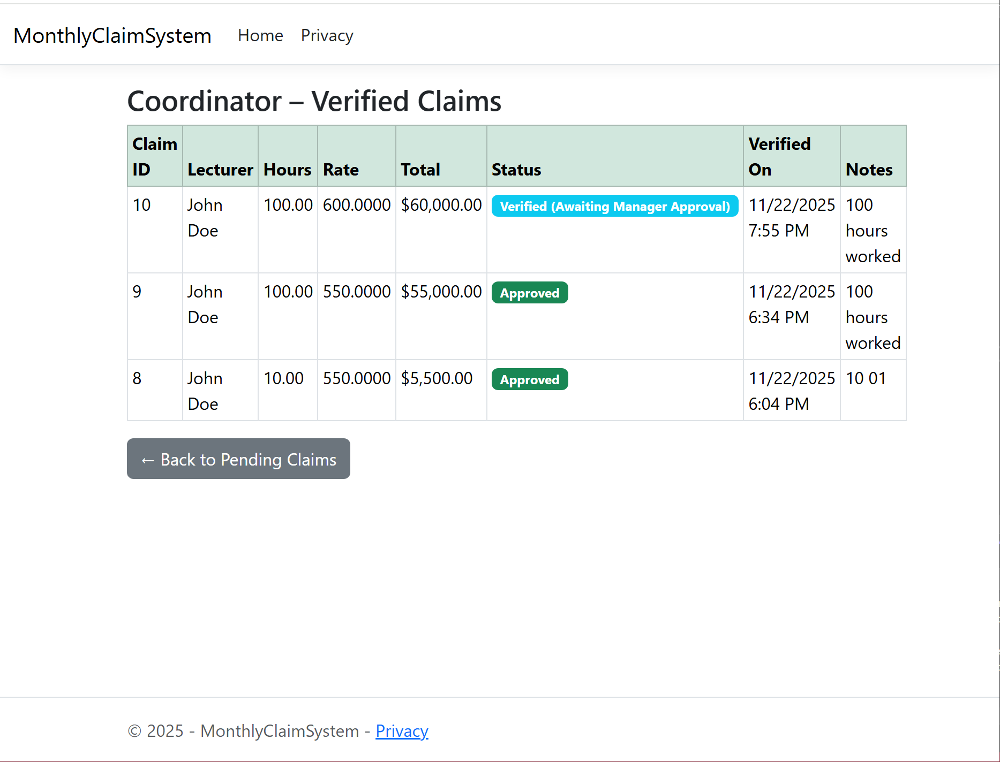 MonthlyClaimSystem Home Privacy
Coordinator – Verified Claims
Claim ID Lecturer Hours Rate Total Status Verified On Notes
10 John Doe 100.00 600.0000 $60,000.00 Verified (Awaiting Manager Approval) 11/22/2025 7:55 PM 100 hours worked
9 John Doe 100.00 550.0000 $55,000.00 Approved 11/22/2025 6:34 PM 100 hours worked
8 John Doe 10.00 550.0000 $5,500.00 Approved 11/22/2025 6:04 PM 10 01
← Back to Pending Claims
© 2025 - MonthlyClaimSystem - Privacy